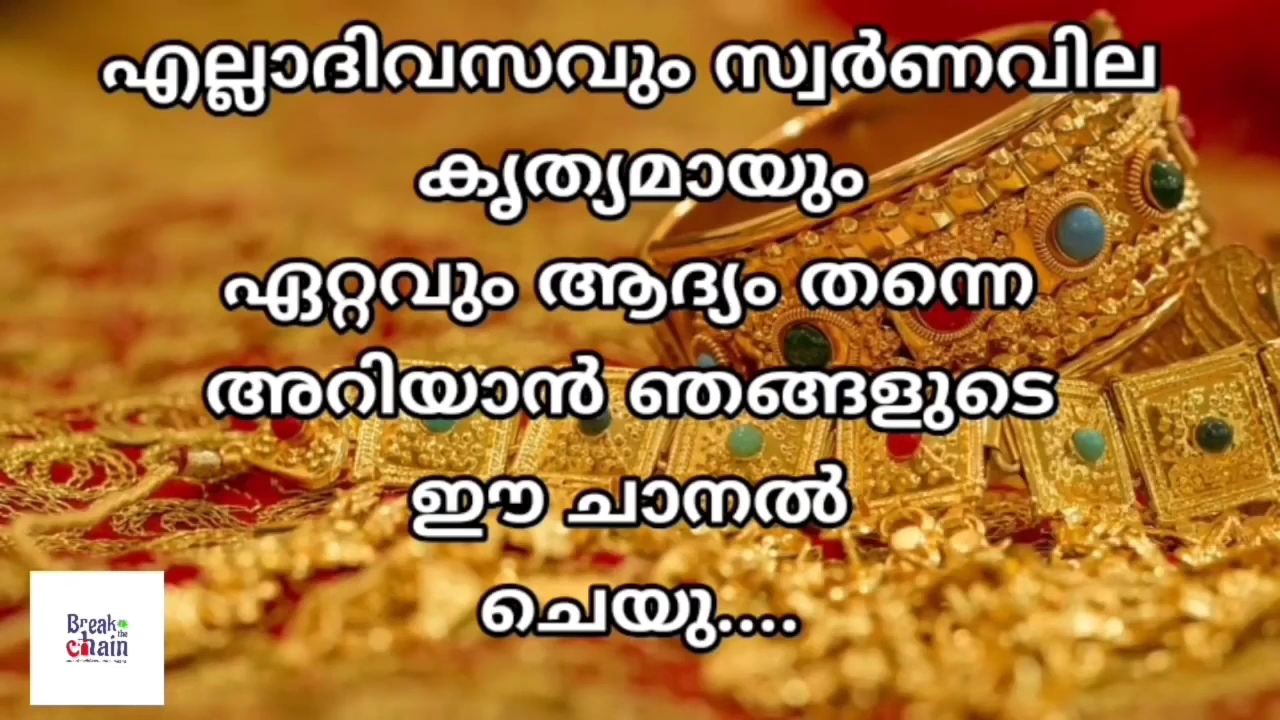 എല്ലാദിവസവും സ്വർണവില
കൃത്യമായും
ഏറ്റവും ആദ്യം തന്നെ
അറിയാൻ ഞങ്ങളുടെ
ഈ ചാനൽ
ചെയു....
Break
the
chain